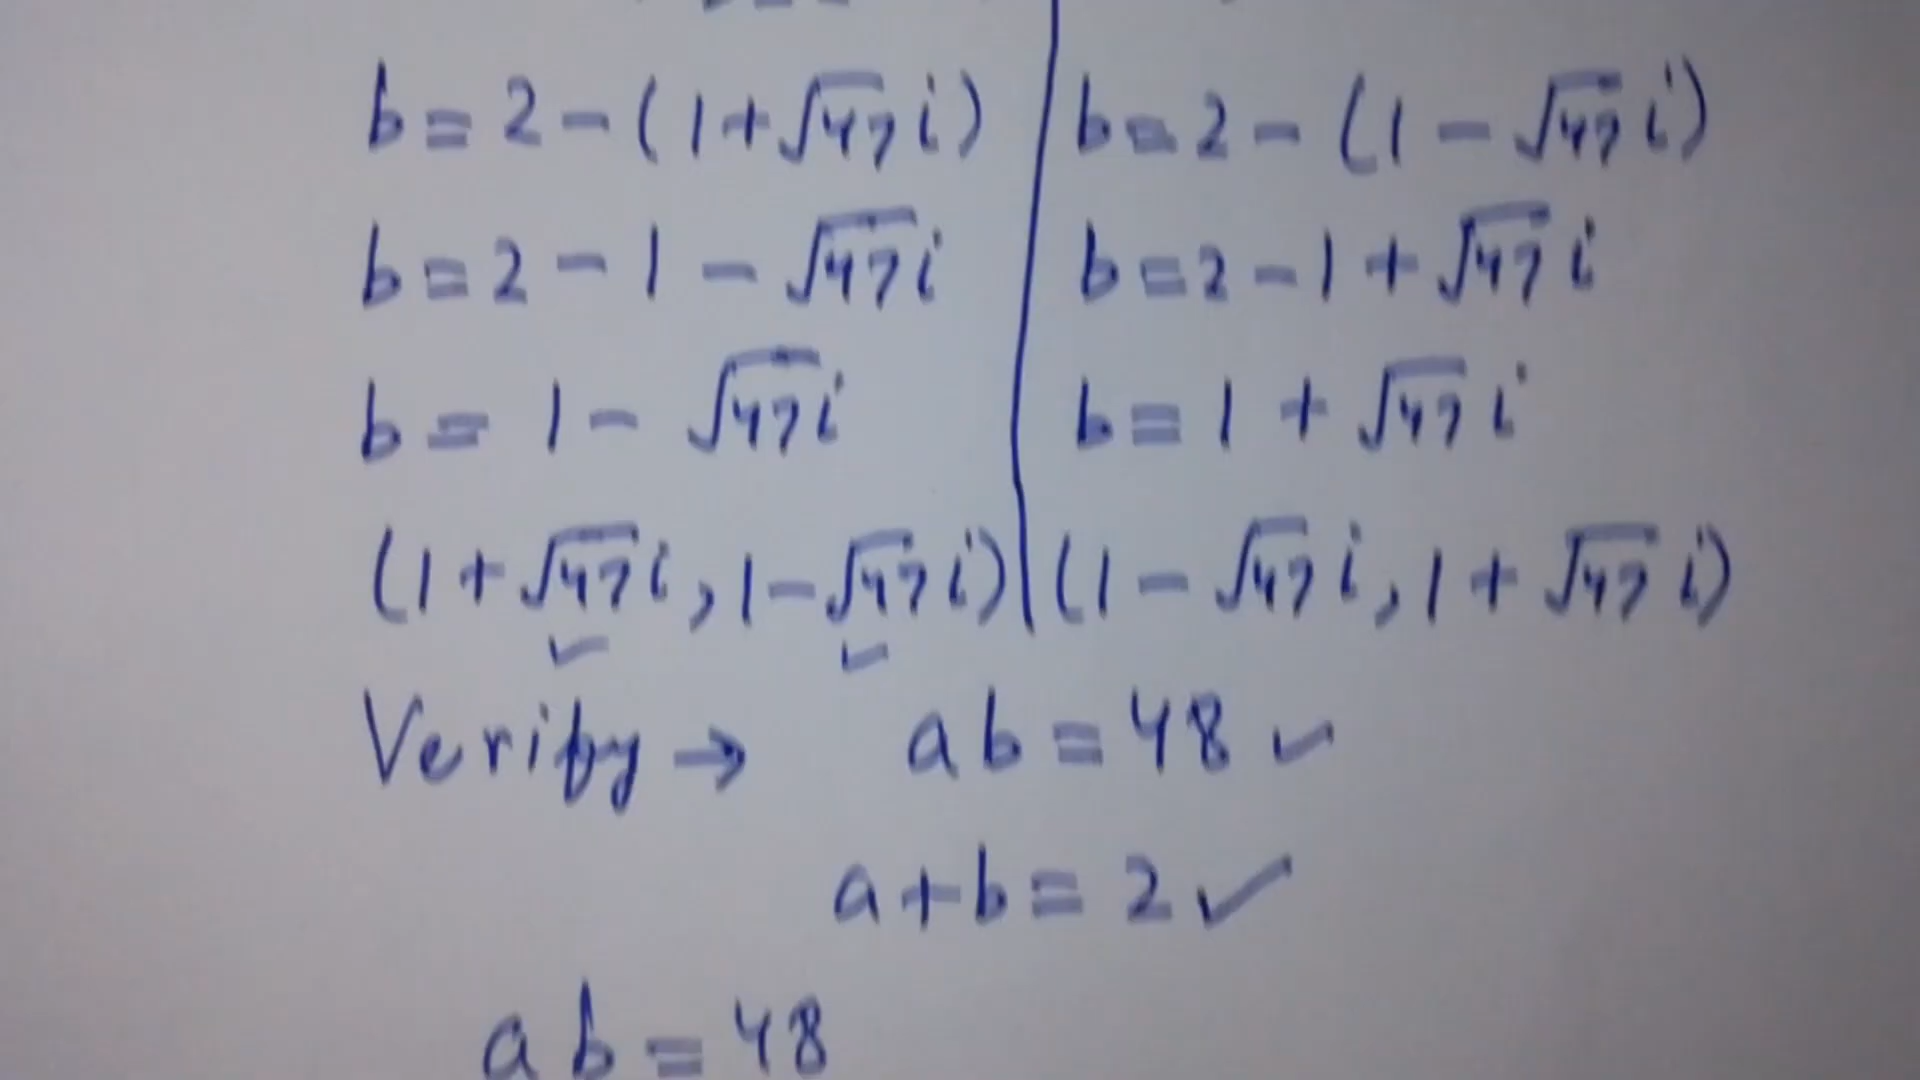 b = 2 - (1 + √47 i)
b = 2 - 1 - √47 i
b = 1 - √47 i
(1 + √47 i, 1 - √47 i)
b = 2 - (1 - √47 i)
b = 2 - 1 + √47 i
b = 1 + √47 i
(1 - √47 i, 1 + √47 i)
Verify → ab = 48 ✓
a + b = 2 ✓
ab = 48